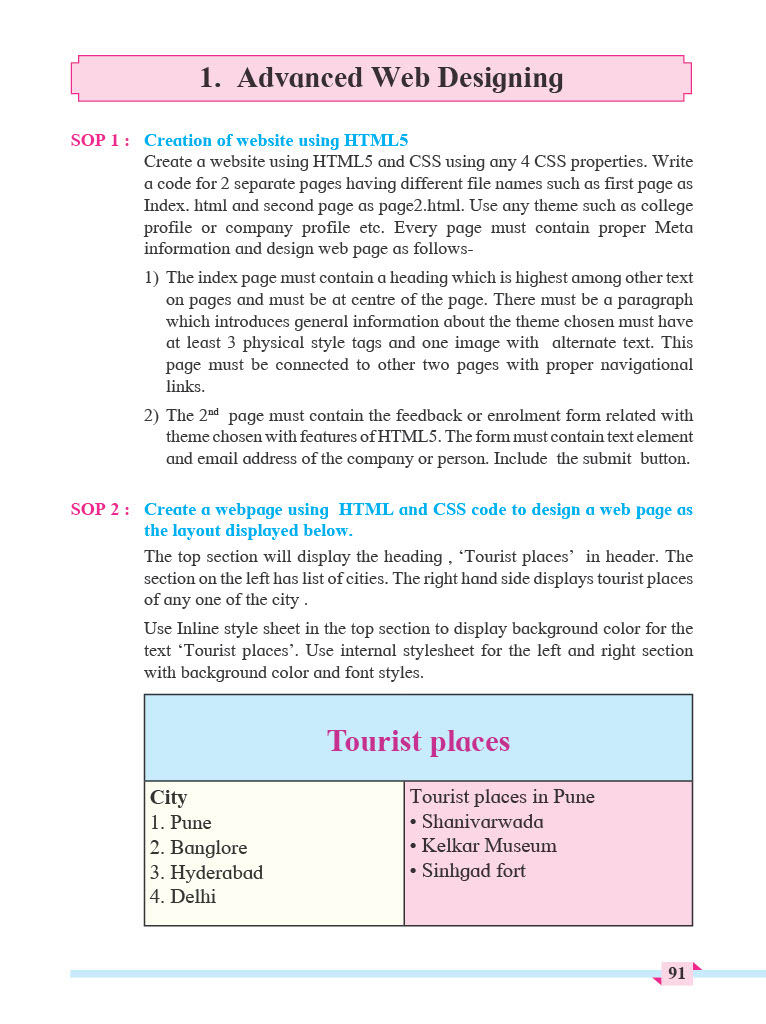 1. Advanced Web Designing
SOP 1 : Creation of website using HTML5
Create a website using HTML5 and CSS using any 4 CSS properties. Write
a code for 2 separate pages having different file names such as first page as
Index. html and second page as page2.html. Use any theme such as college
profile or company profile etc. Every page must contain proper Meta
information and design web page as follows-
1) The index page must contain a heading which is highest among other text
on pages and must be at centre of the page. There must be a paragraph
which introduces general information about the theme chosen must have
at least 3 physical style tags and one image with alternate text. This
page must be connected to other two pages with proper navigational
links.
2) The 2nd page must contain the feedback or enrolment form related with
theme chosen with features of HTML5. The form must contain text element
and email address of the company or person. Include the submit button.
SOP 2 : Create a webpage using HTML and CSS code to design a web page as
the layout displayed below.
The top section will display the heading , ‘Tourist places’ in header. The
section on the left has list of cities. The right hand side displays tourist places
of any one of the city .
Use Inline style sheet in the top section to display background color for the
text ‘Tourist places’. Use internal stylesheet for the left and right section
with background color and font styles.
Tourist places
City
1. Pune
2. Banglore
3. Hyderabad
4. Delhi
Tourist places in Pune
• Shanivarwada
• Kelkar Museum
• Sinhgad fort
91